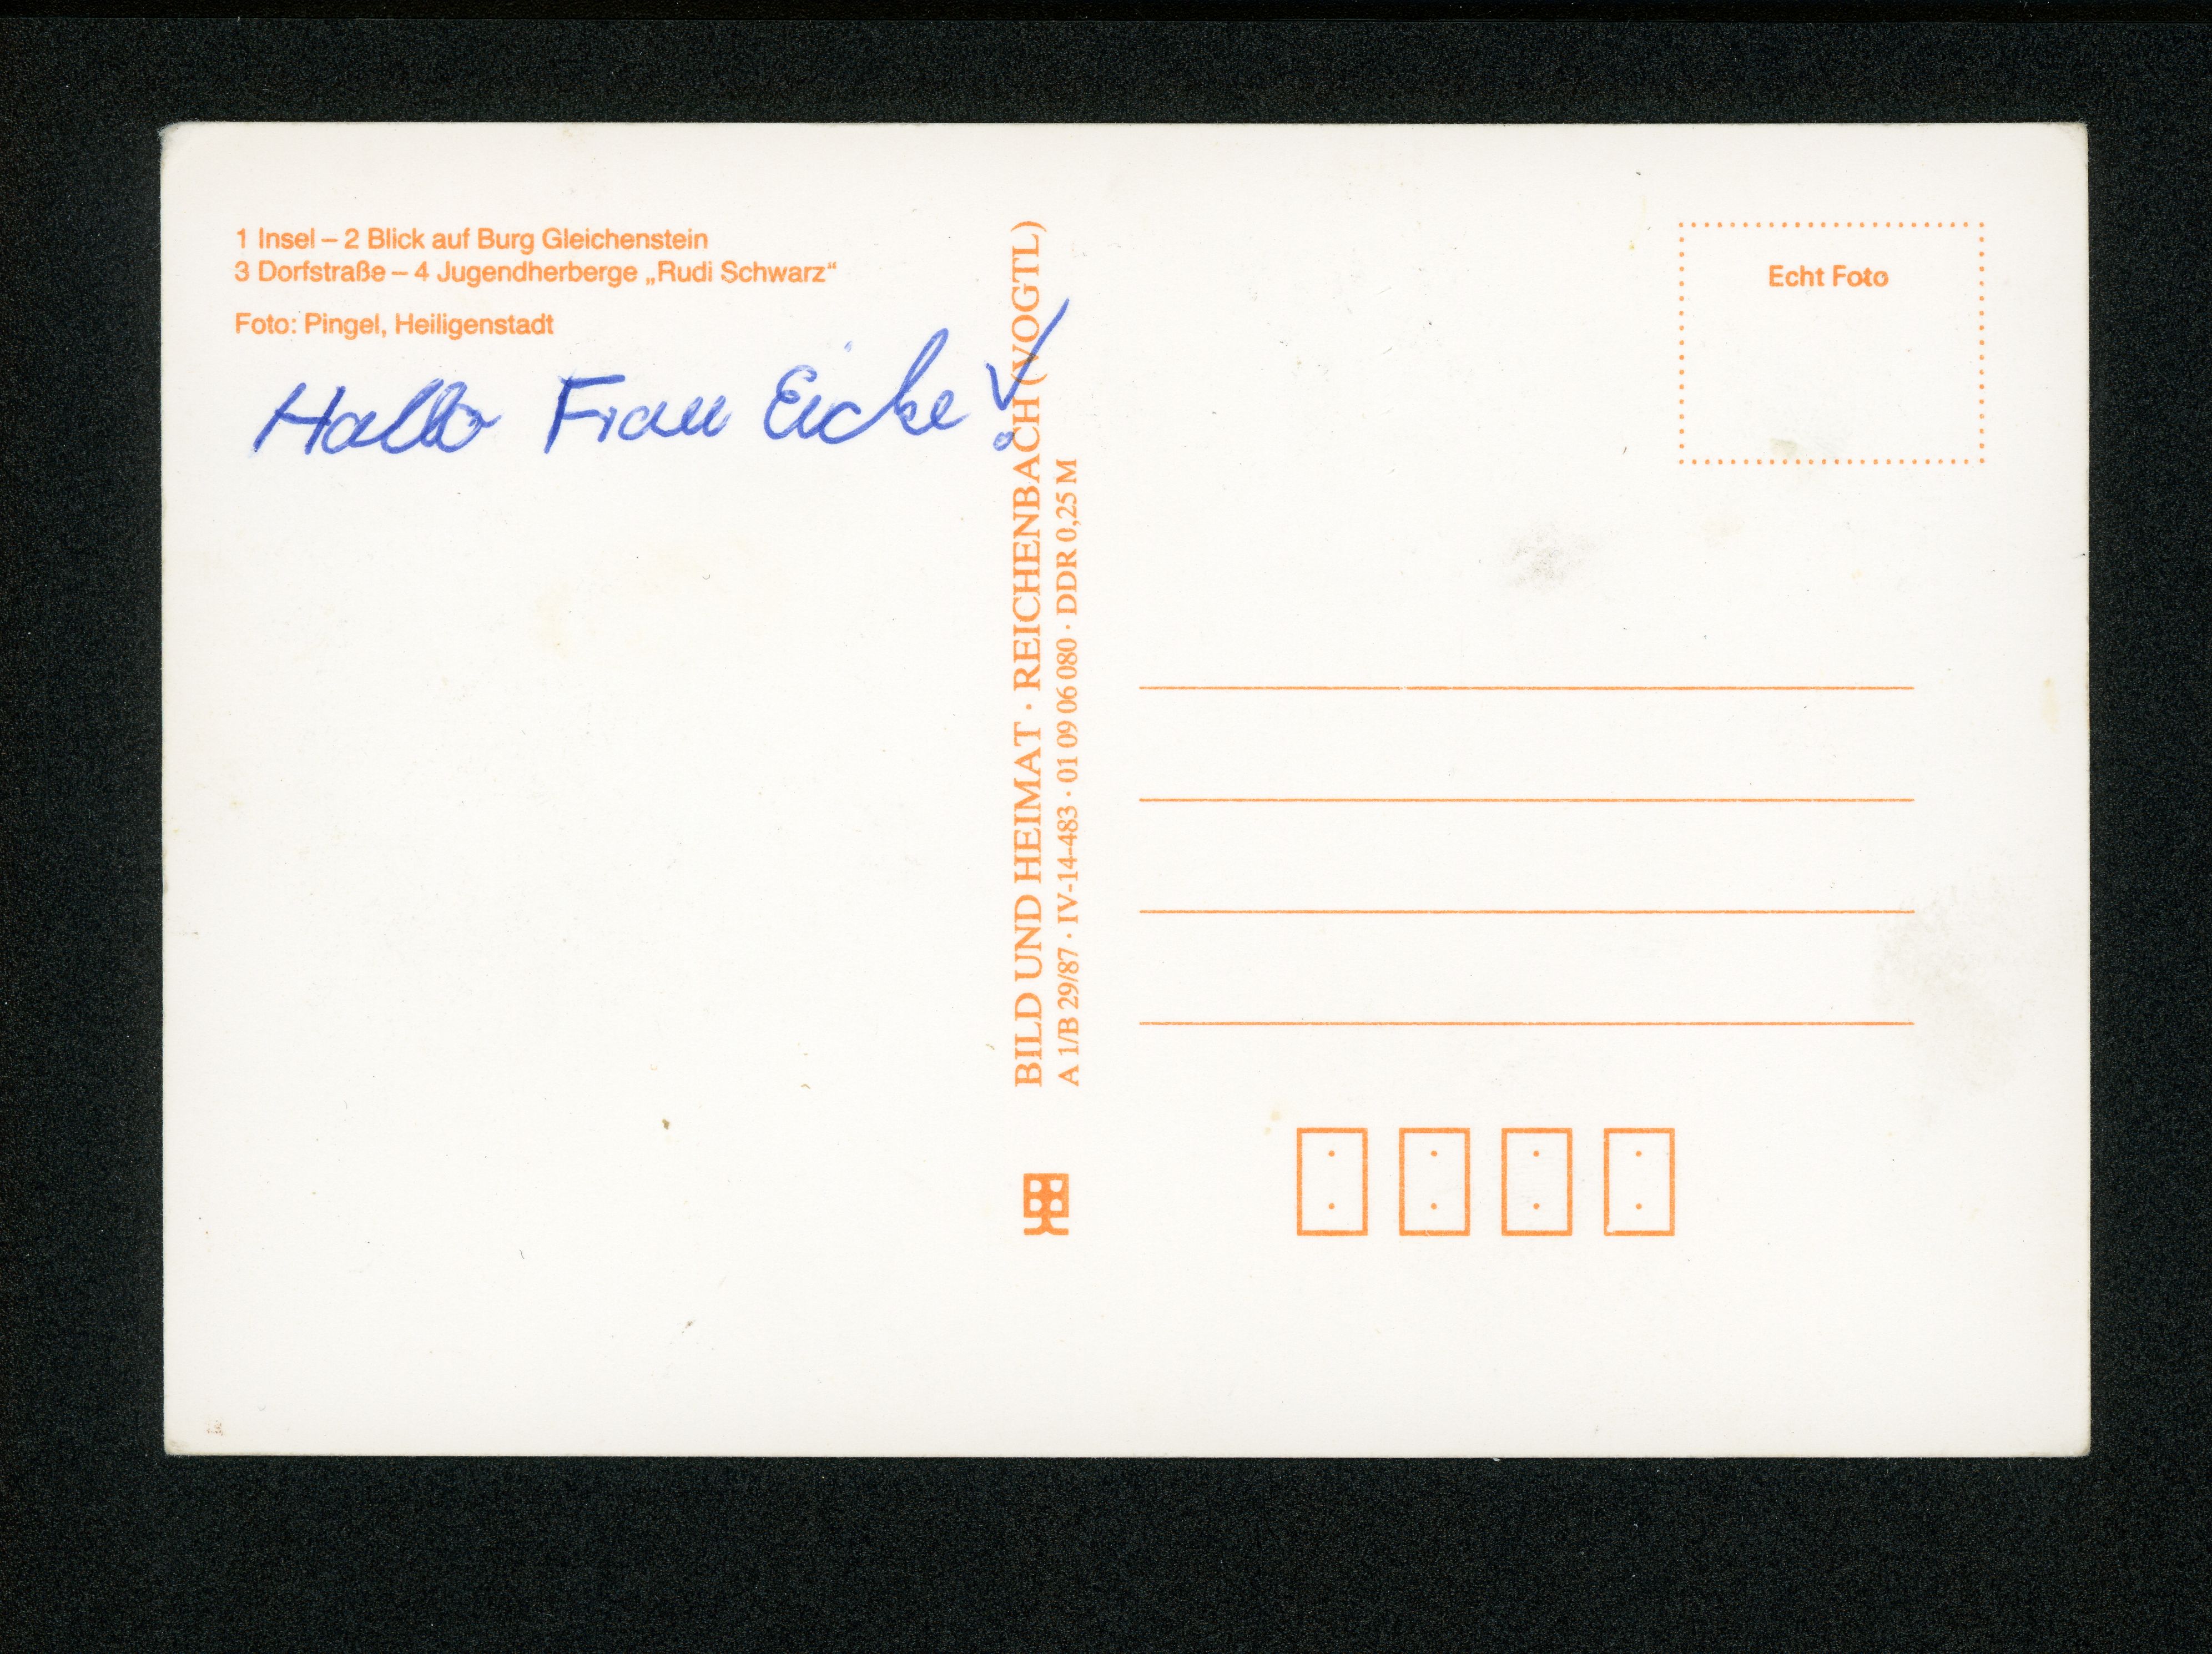 1 Insel – 2 Blick auf Burg Gleichenstein
3 Dorfstraße – 4 Jugendherberge „Rudi Schwarz“
Foto: Pingel, Heiligenstadt
Hallo Frau Eicke!
BILD UND HEIMAT · REICHENBACH (VOGTL)
A 1/B 29/87 · IV-14-483 · 01 09 06 080 · DDR 0,25 M
Echt Foto